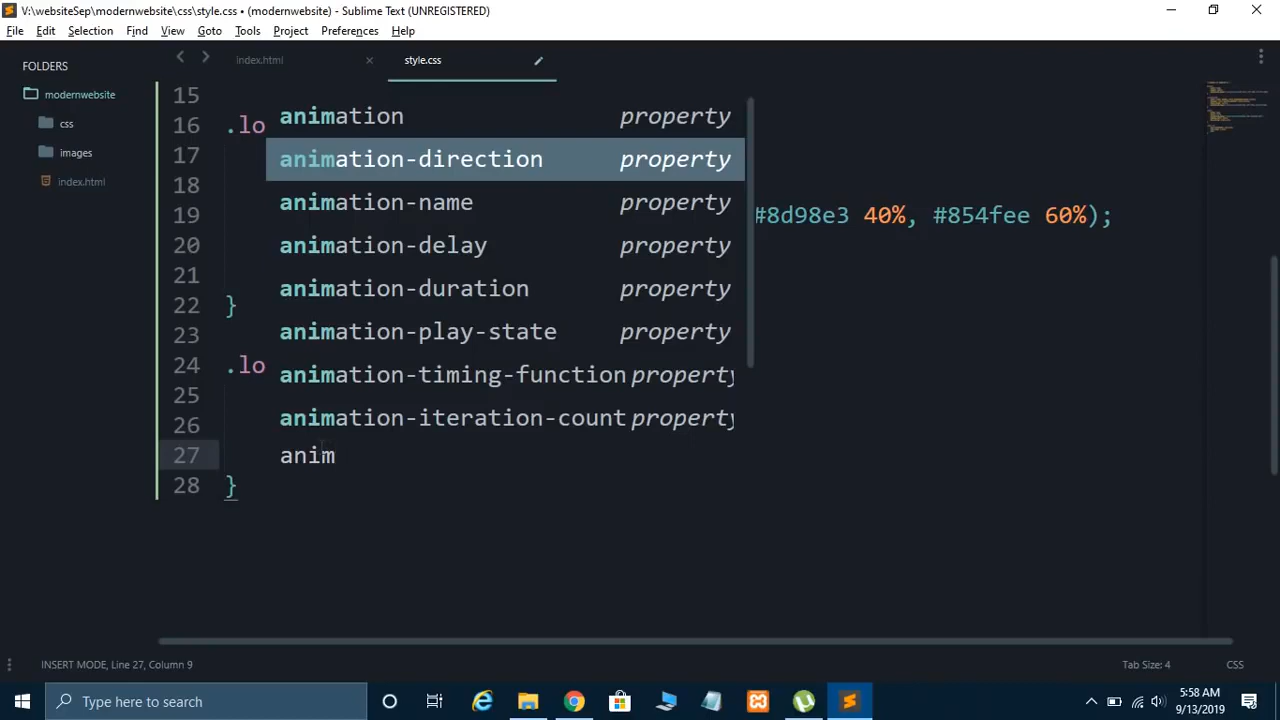 V:\websiteSep\modernwebsite\css\style.css • (modernwebsite) - Sublime Text (UNREGISTERED)
File Edit Selection Find View Goto Tools Project Preferences Help
FOLDERS
modernwebsite
css
images
index.html
Index.html
style.css
15
16 .lo
17
18
19 #8d98e3 40%, #854fee 60%);
20
21
22 }
23
24 .lo
25
26
27 anim
28 }
animation property
animation-direction property
animation-name property
animation-delay property
animation-duration property
animation-play-state property
animation-timing-function property
animation-iteration-count property
INSERT MODE, Line 27, Column 9
Tab Size: 4
CSS
Type here to search
5:58 AM
9/13/2019